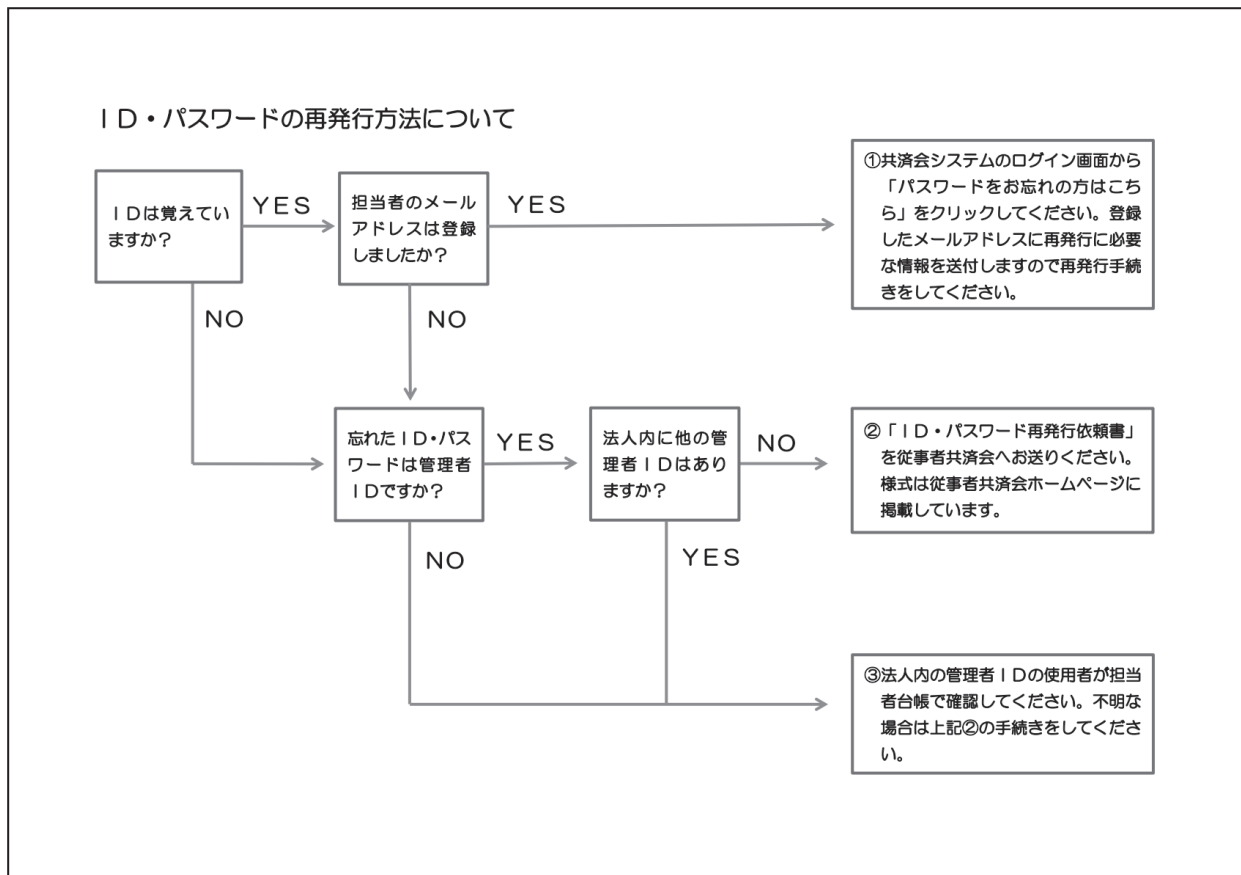 ＩＤ・パスワードの再発行方法について
ＩＤは覚えてい
ますか？
ＹＥＳ
担当者のメール
アドレスは登録
しましたか？
ＹＥＳ
①共済会システムのログイン画面から
「パスワードをお忘れの方はこち
ら」をクリックしてください。登録
したメールアドレスに再発行に必要
な情報を送付しますので再発行手続
きをしてください。
ＮＯ
ＮＯ
忘れたＩＤ・パス
ワードは管理者
ＩＤですか？
ＹＥＳ
法人内に他の管
理者ＩＤはあり
ますか？
ＮＯ
②「ＩＤ・パスワード再発行依頼書」
を従事者共済会へお送りください。
様式は従事者共済会ホームページに
掲載しています。
ＮＯ
ＹＥＳ
③法人内の管理者ＩＤの使用者が担当
者台帳で確認してください。不明な
場合は上記②の手続きをしてくださ
い。